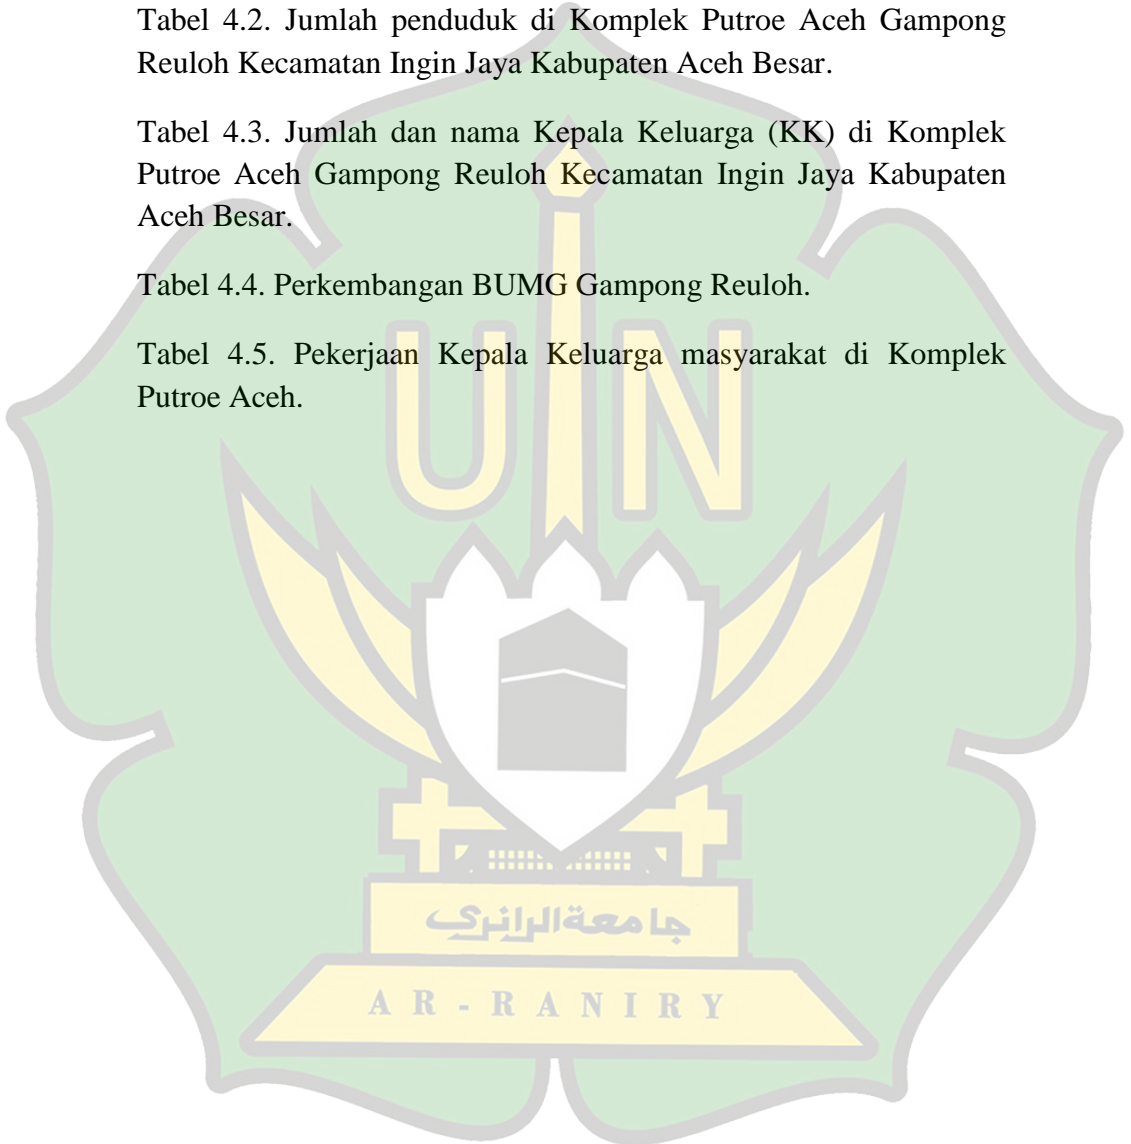 Tabel 4.2. Jumlah penduduk di Komplek Putroe Aceh Gampong
Reuloh Kecamatan Ingin Jaya Kabupaten Aceh Besar.
Tabel 4.3. Jumlah dan nama Kepala Keluarga (KK) di Komplek
Putroe Aceh Gampong Reuloh Kecamatan Ingin Jaya Kabupaten
Aceh Besar.
Tabel 4.4. Perkembangan BUMG Gampong Reuloh.
Tabel 4.5. Pekerjaan Kepala Keluarga masyarakat di Komplek
Putroe Aceh.
UIN
جامعة الرانري
AR-RANIRY